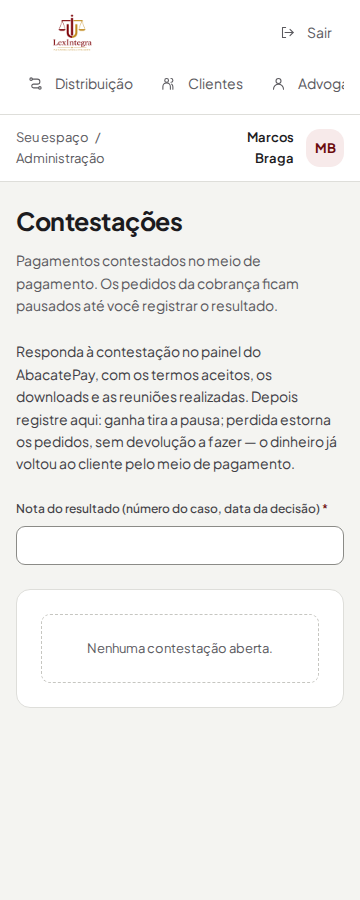 LexIntegra
Sair
Distribuição
Clientes
Advoga
Seu espaço /
Administração
Marcos
Braga
MB
Contestações
Pagamentos contestados no meio de
pagamento. Os pedidos da cobrança ficam
pausados até você registrar o resultado.
Responda à contestação no painel do
AbacatePay, com os termos aceitos, os
downloads e as reuniões realizadas. Depois
registre aqui: ganha tira a pausa; perdida estorna
os pedidos, sem devolução a fazer — o dinheiro já
voltou ao cliente pelo meio de pagamento.
Nota do resultado (número do caso, data da decisão) *
Nenhuma contestação aberta.